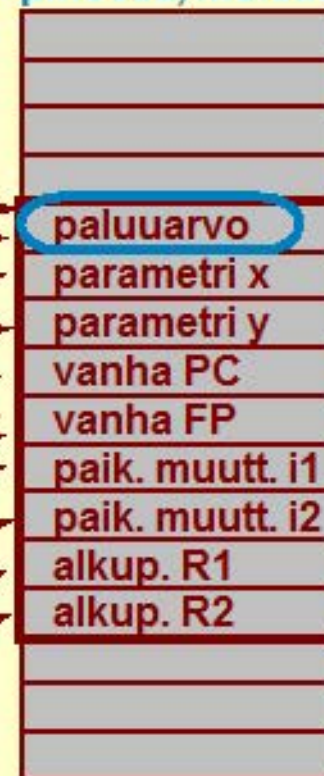 paluuarvo
parametri x
parametri y
vanha PC
vanha FP
paik. muutt. i1
paik. muutt. i2
alkup. R1
alkup. R2